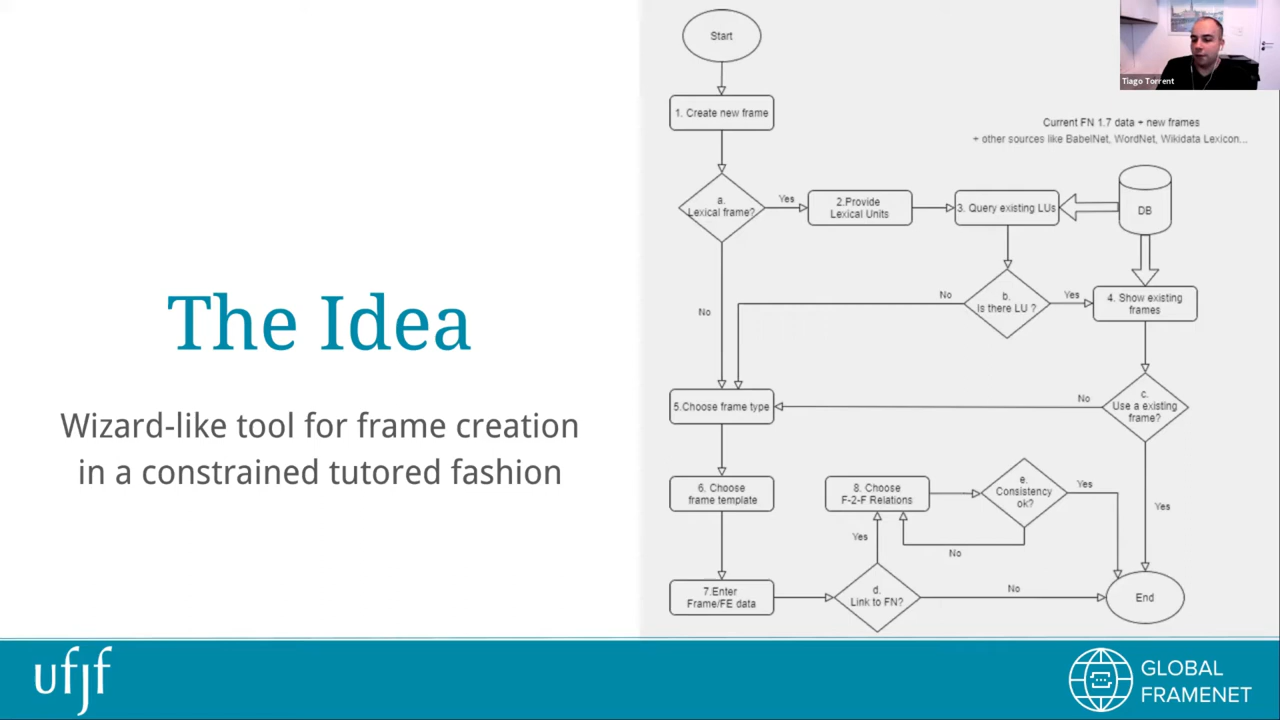 The Idea
Wizard-like tool for frame creation
in a constrained tutored fashion
Start
1. Create new frame
a.
Lexical frame?
Yes
2.Provide
Lexical Units
3. Query existing LUs
Current FN 1.7 data + new frames
+ other sources like BabelNet, WordNet, Wikidata Lexicon...
DB
No
b.
Is there LU ?
No
Yes
4. Show existing
frames
5.Choose frame type
No
c.
Use a existing
frame?
Yes
6. Choose
frame template
8. Choose
F-2-F Relations
e.
Consistency
ok?
Yes
No
Yes
7.Enter
Frame/FE data
d.
Link to FN?
No
End
Tiago Torrent
ufjf
GLOBAL
FRAMENET